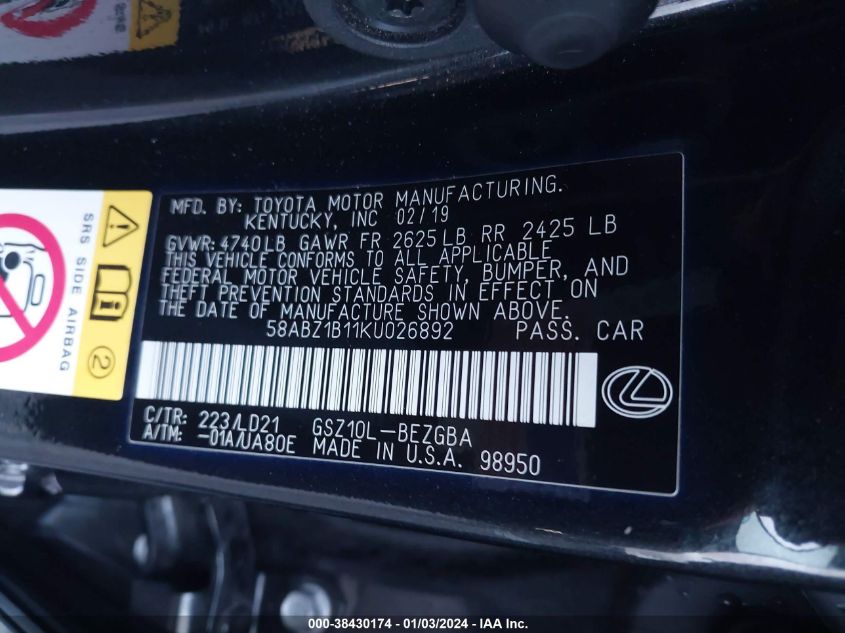 MFD. BY: TOYOTA MOTOR MANUFACTURING.
KENTUCKY, INC 02/19
GVWR: 4740LB GAWR FR 2625LB RR 2425 LB
THIS VEHICLE CONFORMS TO ALL APPLICABLE
FEDERAL MOTOR VEHICLE SAFETY, BUMPER, AND
THEFT PREVENTION STANDARDS IN EFFECT ON
THE DATE OF MANUFACTURE SHOWN ABOVE.
58ABZ1B11KU026892 PASS. CAR
C/TR: 223/LD21 GSZ10L-BEZGBA
A/TM: -01A/UA80E MADE IN U.S.A. 98950
SRS SIDE AIRBAG
2
000-38430174 - 01/03/2024 - IAA Inc.